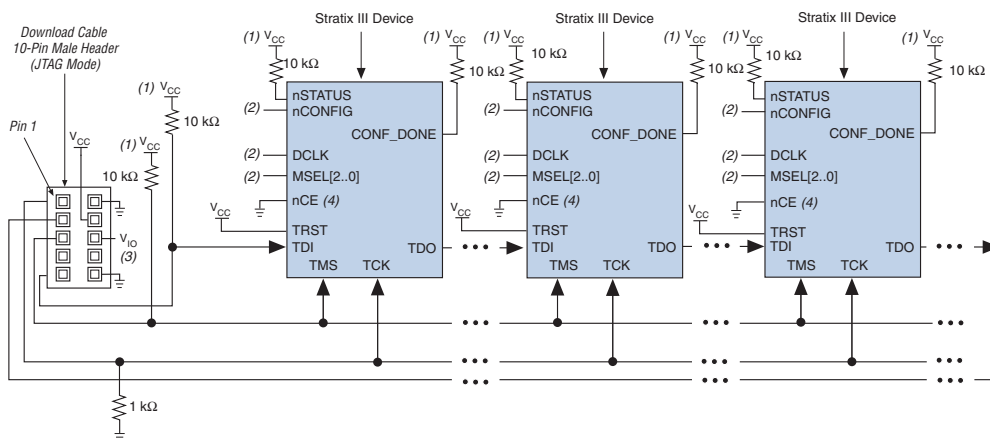 Download Cable
10-Pin Male Header
(JTAG Mode)
Pin 1
(1) VCC
10 kΩ
(1) VCC
10 kΩ
VCC
VIO
(3)
1 kΩ
Stratix III Device
(1) VCC
10 kΩ
(1) VCC
10 kΩ
nSTATUS
(2) nCONFIG
CONF_DONE
(2) DCLK
(2) MSEL[2..0]
nCE (4)
VCC
TRST
TDI
TDO
TMS
TCK
Stratix III Device
(1) VCC
10 kΩ
(1) VCC
10 kΩ
nSTATUS
(2) nCONFIG
CONF_DONE
(2) DCLK
(2) MSEL[2..0]
nCE (4)
VCC
TRST
TDI
TDO
TMS
TCK
Stratix III Device
VCC
10 kΩ
(1) VCC
10 kΩ
nSTATUS
(2) nCONFIG
CONF_DONE
(2) DCLK
(2) MSEL[2..0]
nCE (4)
VCC
TRST
TDI
TDO
TMS
TCK